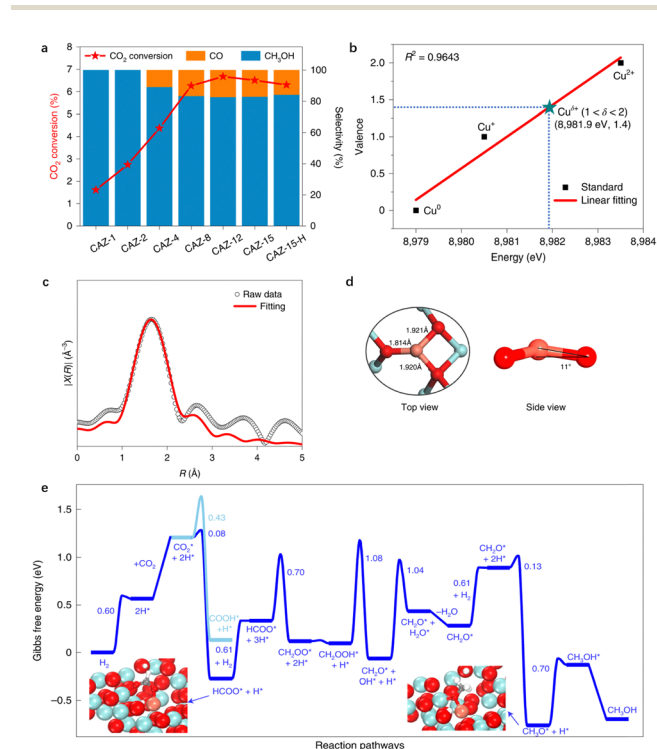 a
CO₂ conversion CO CH₃OH
8
7
6
5
4
3
2
1
0
CO₂ conversion (%)
100
80
60
40
20
0
Selectivity (%)
CAZ-1 CAZ-2 CAZ-4 CAZ-8 CAZ-12 CAZ-15 CAZ-15-H
b
R² = 0.9643
2.0
1.5
1.0
0.5
0
Valence
Cu²⁺
Cu^δ+ (1 < δ < 2)
(8,981.9 eV, 1.4)
Cu⁺
Cu⁰
Standard
Linear fitting
8,979 8,980 8,981 8,982 8,983 8,984
Energy (eV)
c
Raw data
Fitting
|X(R)| (Å⁻³)
0 1 2 3 4 5
R (Å)
d
1.921Å
1.814Å
1.920Å
11°
Top view Side view
e
Gibbs free energy (eV)
1.5
1.0
0.5
0
−0.5
H₂
0.60
2H*
+CO₂
CO₂*
+ 2H*
0.43
0.08
COOH*
+H*
0.61
+ H₂
HCOO* + H*
HCOO*
+ 3H*
0.70
CH₂OO*
+ 2H*
CH₂OOH*
+ H*
1.08
CH₂O* +
OH* + H*
1.04
CH₂O* +
H₂O*
−H₂O
CH₂O*
0.61
+ H₂
CH₂O*
+ 2H*
0.13
CH₃O* + H*
0.70
CH₃OH*
CH₃OH
Reaction pathways